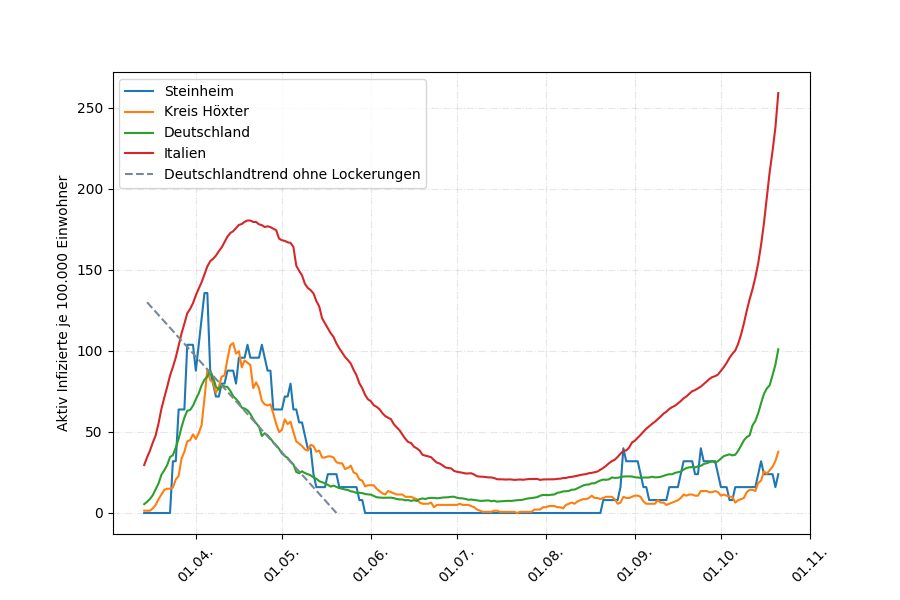 Steinheim
Kreis Höxter
Deutschland
Italien
Deutschlandtrend ohne Lockerungen
Aktiv Infizierte je 100.000 Einwohner
250
200
150
100
50
0
01.04.
01.05.
01.06.
01.07.
01.08.
01.09.
01.10.
01.11.